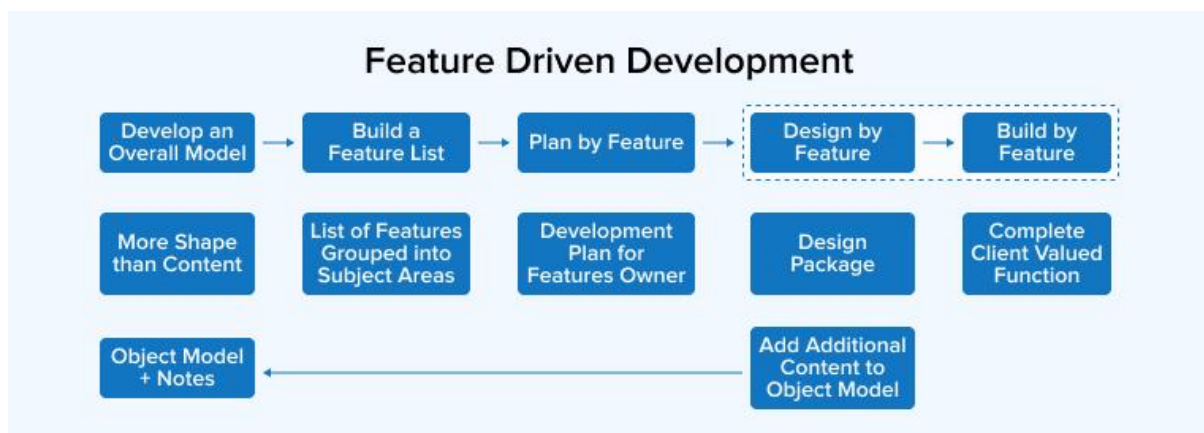 Feature Driven Development
Develop an
Overall Model
Build a
Feature List
Plan by Feature
Design by
Feature
Build by
Feature
More Shape
than Content
List of Features
Grouped into
Subject Areas
Development
Plan for
Features Owner
Design
Package
Complete
Client Valued
Function
Object Model
+ Notes
Add Additional
Content to
Object Model